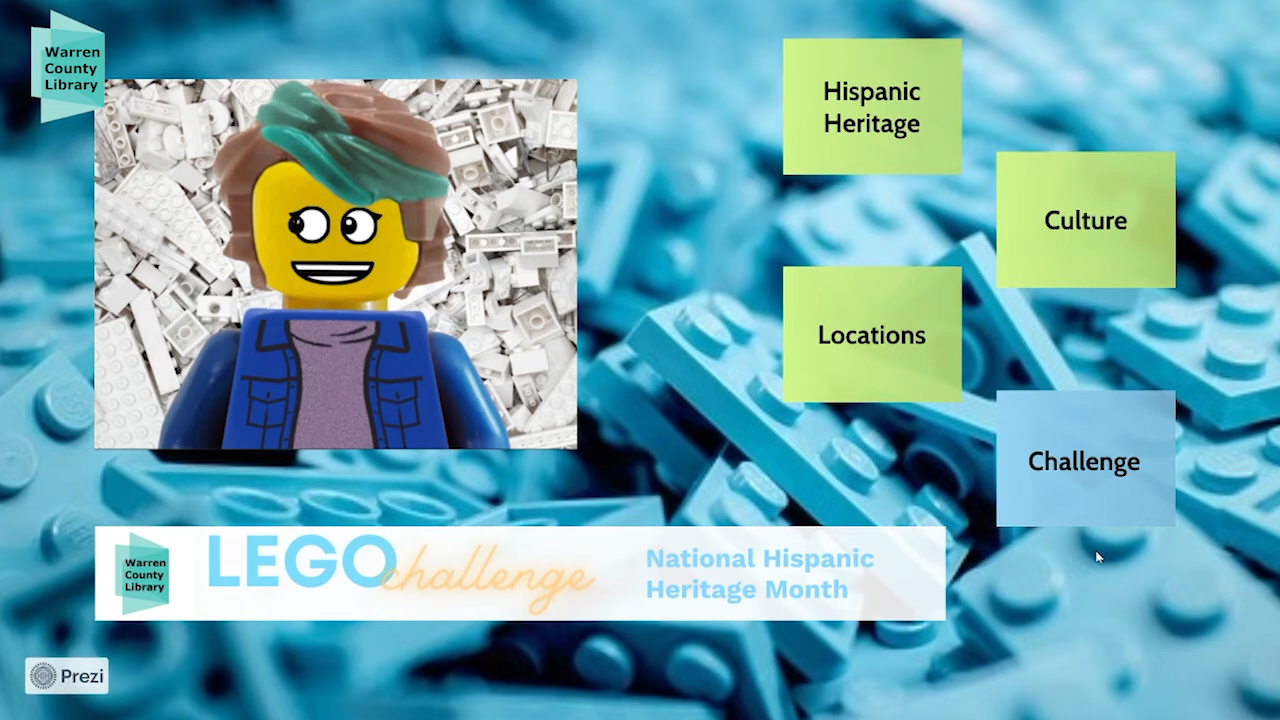 Warren
County
Library
Hispanic
Heritage
Culture
Locations
Challenge
Warren
County
Library
LEGO challenge
National Hispanic
Heritage Month
Prezi